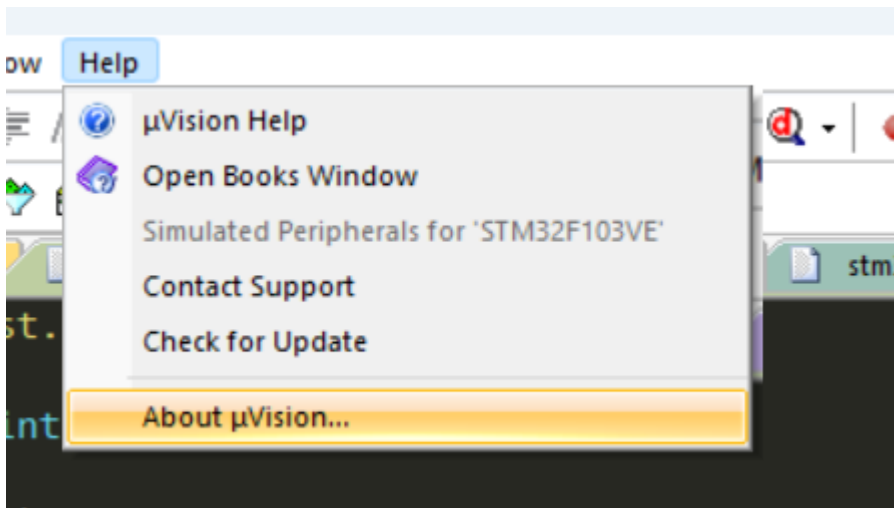 ow Help
µVision Help
Open Books Window
Simulated Peripherals for 'STM32F103VE'
Contact Support
stm
Check for Update
st.
About µVision...
int